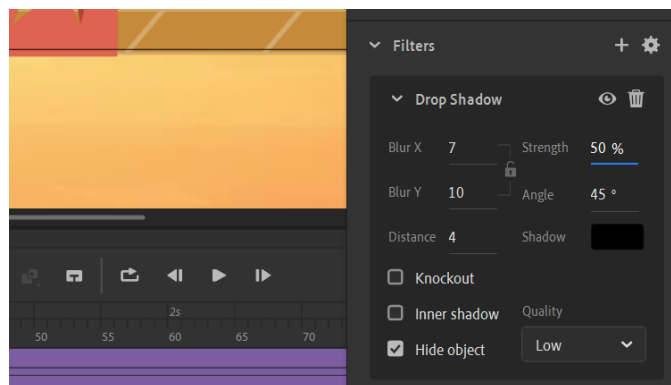 Filters
Drop Shadow
Blur X 7 Strength 50 %
Blur Y 10 Angle 45 °
Distance 4 Shadow
Knockout
Inner shadow Quality
Hide object Low
2s
50 55 60 65 70